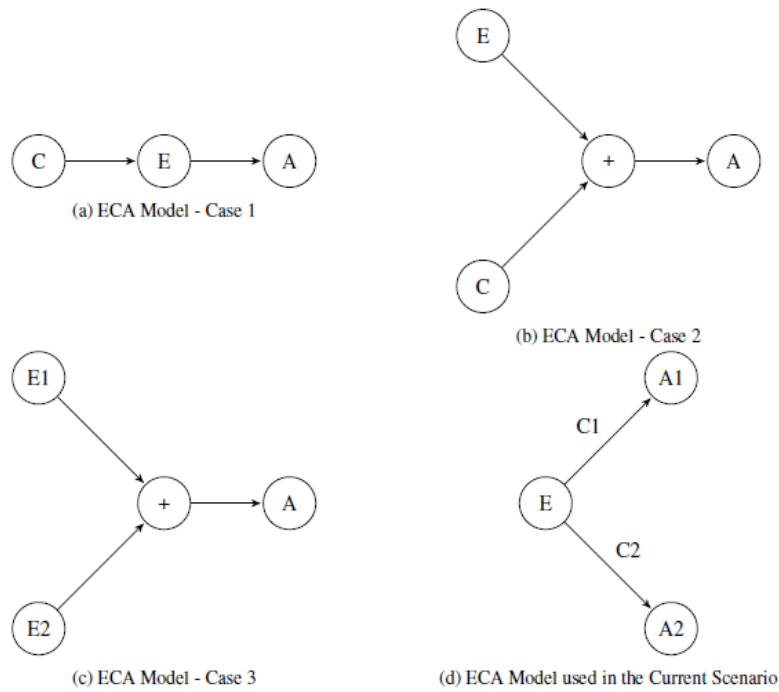 C
E
A
(a) ECA Model - Case 1
E
+
A
C
(b) ECA Model - Case 2
E1
+
A
E2
(c) ECA Model - Case 3
A1
C1
E
C2
A2
(d) ECA Model used in the Current Scenario